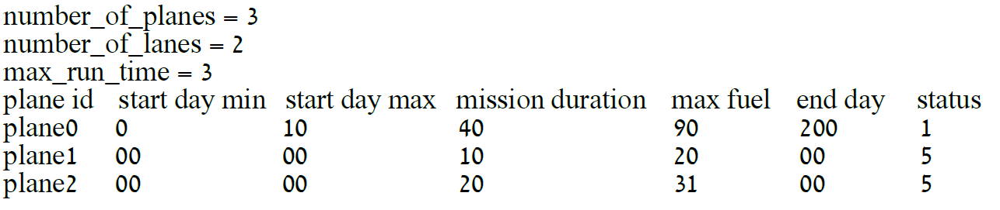 number_of_planes = 3
number_of_lanes = 2
max_run_time = 3
plane id start day min start day max mission duration max fuel end day status
plane0 0 10 40 90 200 1
plane1 00 00 10 20 00 5
plane2 00 00 20 31 00 5